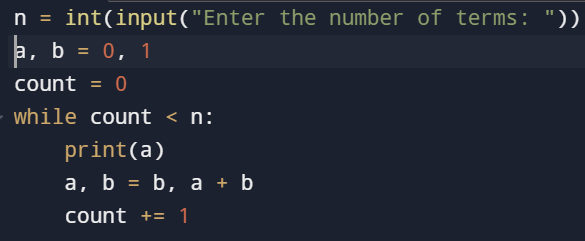 n = int(input("Enter the number of terms: "))
a, b = 0, 1
count = 0
while count < n:
    print(a)
    a, b = b, a + b
    count += 1